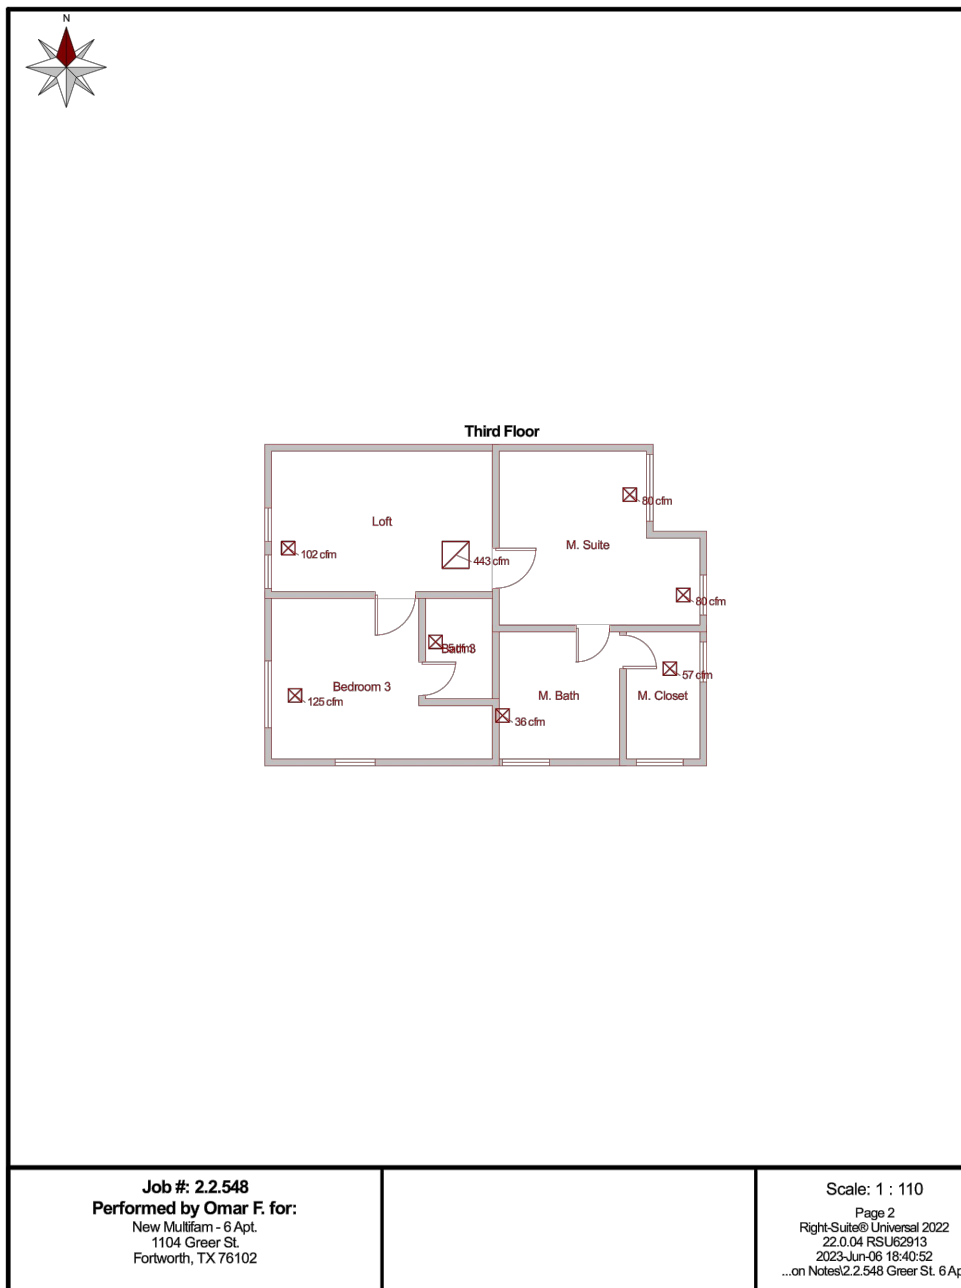 N
Third Floor
80 cfm
Loft
M. Suite
102 cfm
443 cfm
80 cfm
Bath 3
57 cfm
Bedroom 3
M. Bath
M. Closet
125 cfm
36 cfm
Job #: 2.2.548
Performed by Omar F. for:
New Multifam - 6 Apt.
1104 Greer St.
Fortworth, TX 76102
Scale: 1 : 110
Page 2
Right-Suite® Universal 2022
22.0.04 RSU62913
2023-Jun-06 18:40:52
...on Notes\2.2.548 Greer St. 6 Ap